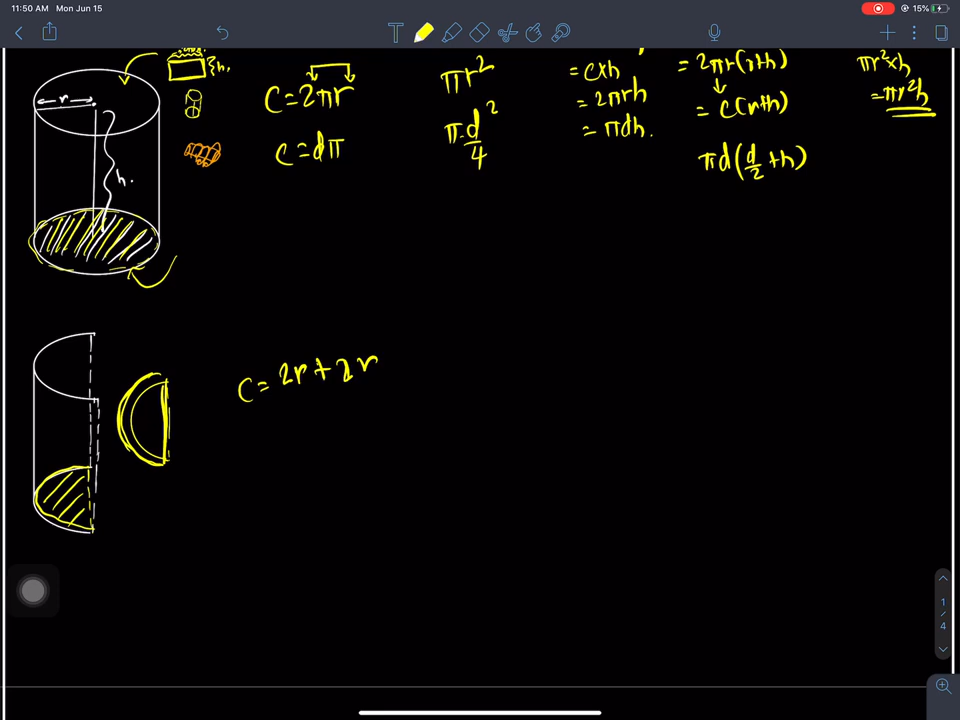 11:50 AM Mon Jun 15
15%
r
h.
}h.
C=2πr
C=dπ
πr²
π·d²/4
=C×h
=2πrh
=πdh.
=2πr(r+h)
=C(r+h)
πd(d/2+h)
πr²×h
=πr²h
C=2r+2r
1
/
4